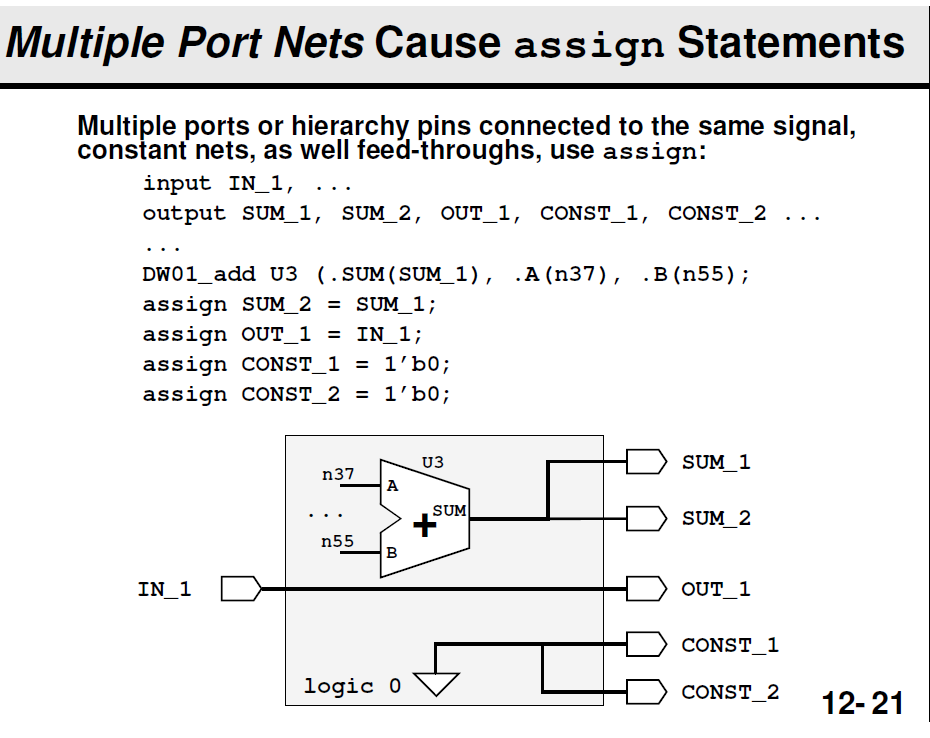 Multiple Port Nets Cause assign Statements
Multiple ports or hierarchy pins connected to the same signal,
constant nets, as well feed-throughs, use assign:
input IN_1, ...
output SUM_1, SUM_2, OUT_1, CONST_1, CONST_2 ...
...
DW01_add U3 (.SUM(SUM_1), .A(n37), .B(n55);
assign SUM_2 = SUM_1;
assign OUT_1 = IN_1;
assign CONST_1 = 1’b0;
assign CONST_2 = 1’b0;
U3
n37
A
SUM_1
...
+
SUM
SUM_2
n55
B
IN_1
OUT_1
CONST_1
logic 0
CONST_2
12- 21